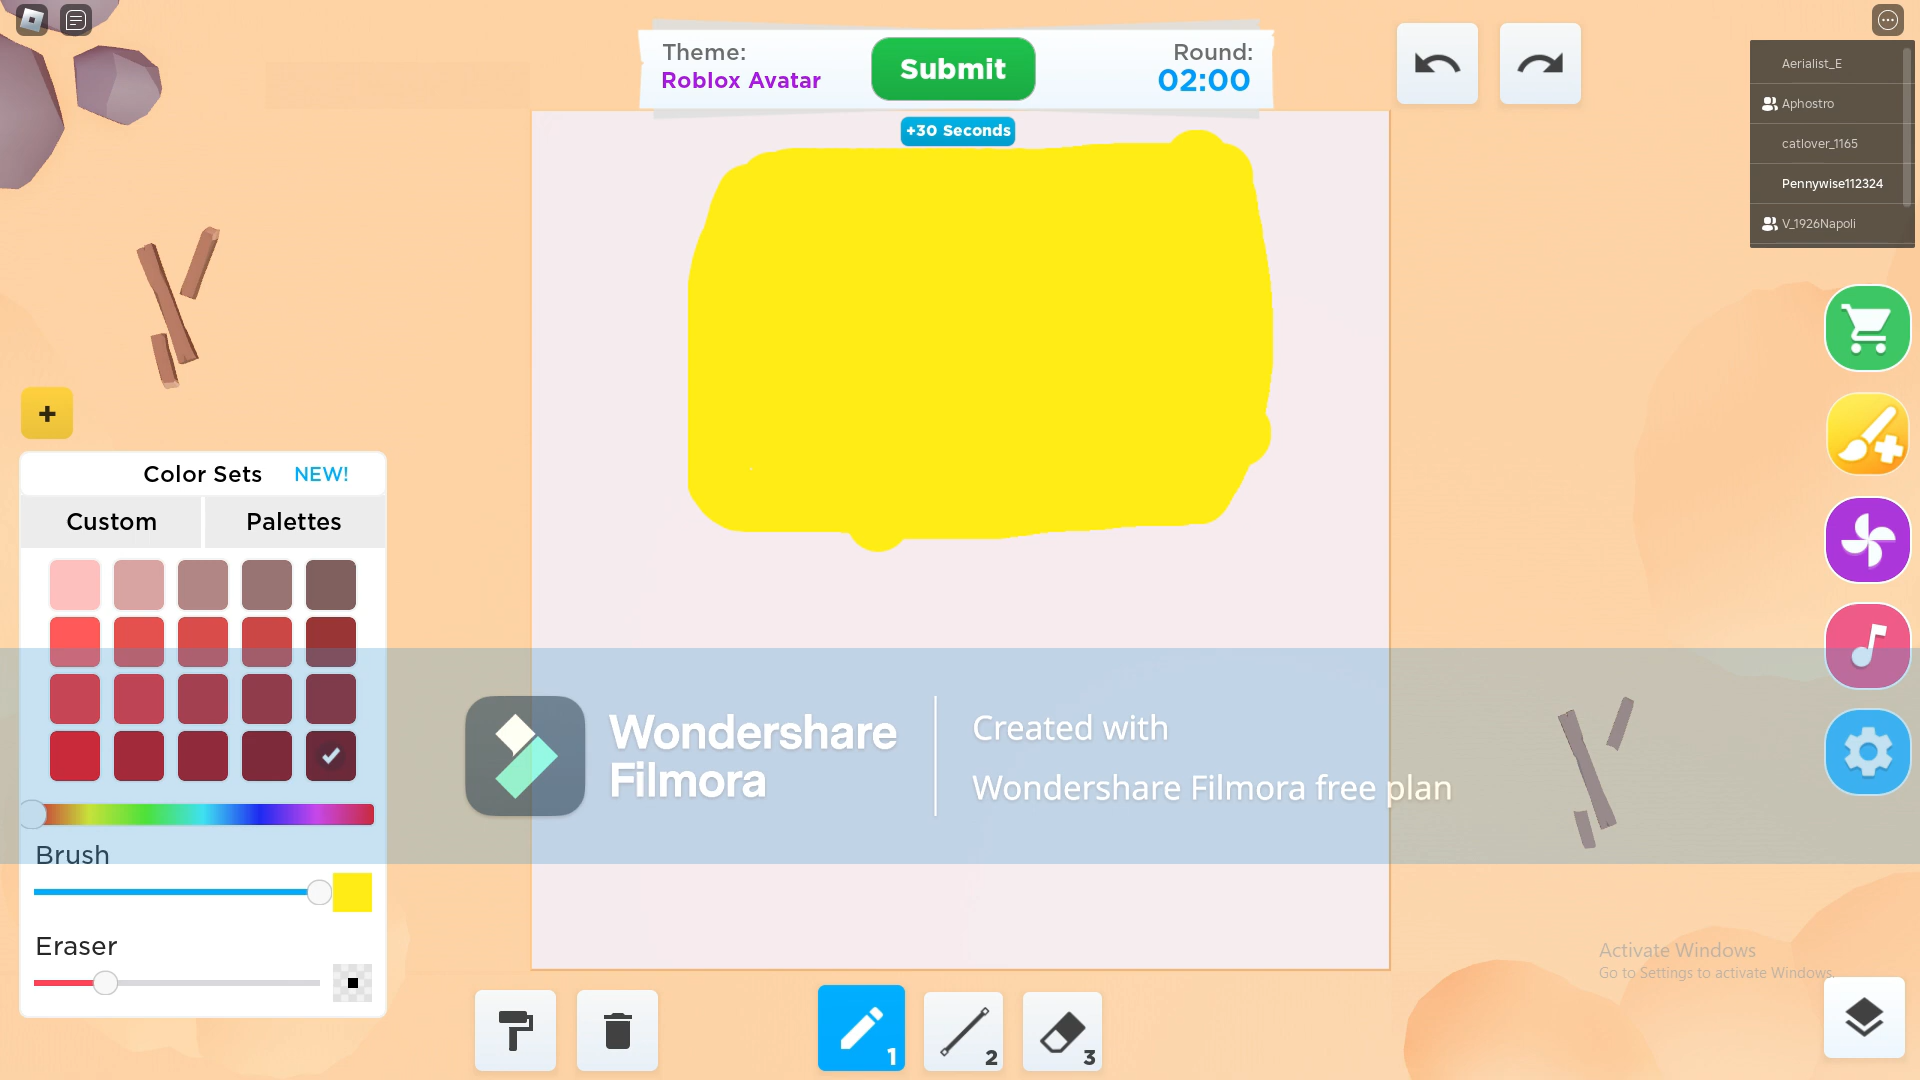 Theme:
Roblox Avatar
Submit
Round:
02:00
+30 Seconds
Aerialist_E
Aphostro
catlover_1165
Pennywise112324
V_1926Napoli
+
Color Sets NEW!
Custom Palettes
Wondershare
Filmora
Created with
Wondershare Filmora free plan
Brush
Eraser
Activate Windows
Go to Settings to activate Windows.
1
2
3